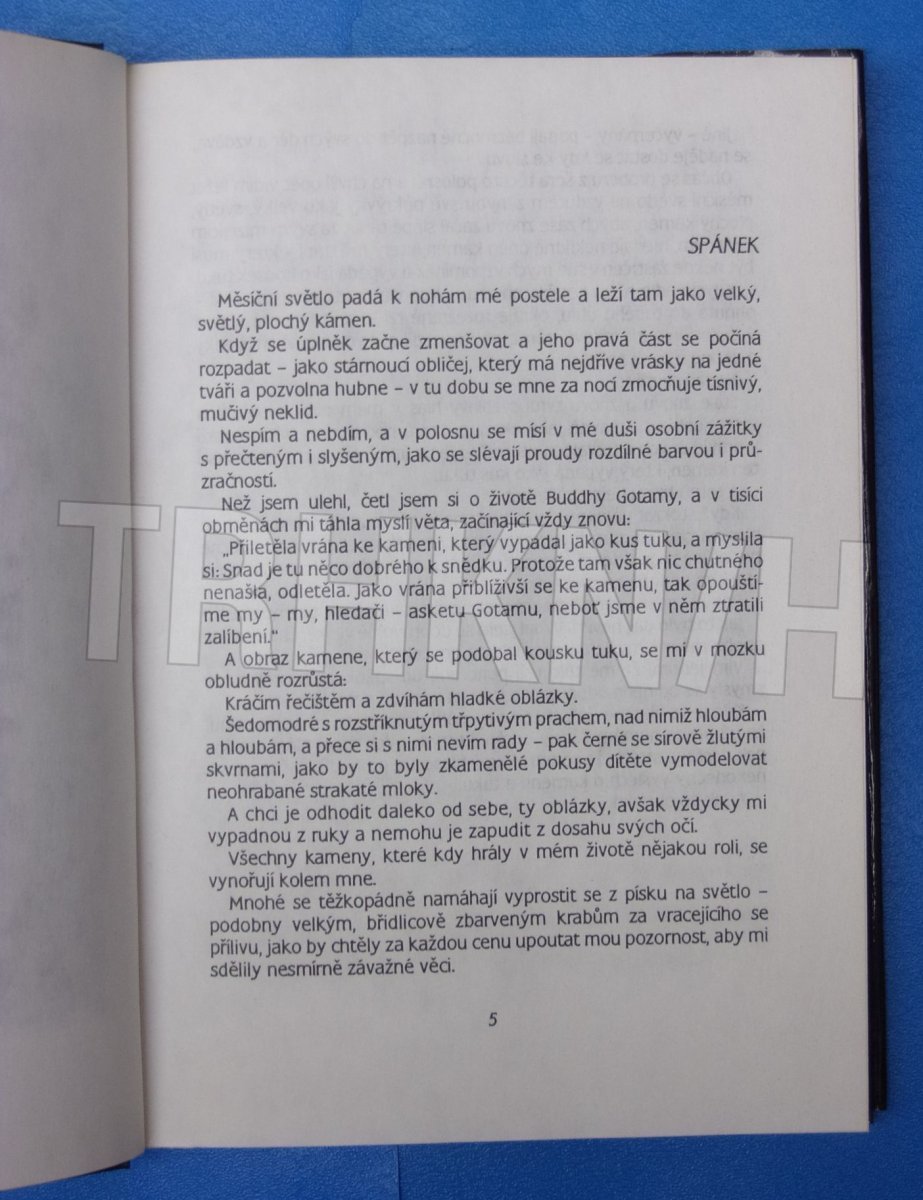 SPÁNEK
Měsíční světlo padá k nohám mé postele a leží tam jako velký,
světlý, plochý kámen.
Když se úplněk začne zmenšovat a jeho pravá část se počíná
rozpadat – jako stárnoucí obličej, který má nejdříve vrásky na jedné
tváři a pozvolna hubne – v tu dobu se mne za nocí zmocňuje tísnivý,
mučivý neklid.
Nespím a nebdím, a v polosnu se mísí v mé duši osobní zážitky
s přečteným i slyšeným, jako se slévají proudy rozdílné barvou i prů-
zračností.
Než jsem ulehl, četl jsem si o životě Buddhy Gotamy, a v tisíci
obměnách mi táhla myslí věta, začínající vždy znovu:
„Přiletěla vrána ke kameni, který vypadal jako kus tuku, a myslila
si: Snad je tu něco dobrého k snědku. Protože tam však nic chutného
nenašla, odletěla. Jako vrána přiblíživší se ke kamenu, tak opouští-
me my – my, hledači – asketu Gotamu, neboť jsme v něm ztratili
zalíbení.“
A obraz kamene, který se podobal kousku tuku, se mi v mozku
obludně rozrůstá:
Kráčím řečištěm a zdvíhám hladké oblázky.
Šedomodré s rozstříknutým třpytivým prachem, nad nimiž hloubám
a hloubám, a přece si s nimi nevím rady – pak černé se sírově žlutými
skvrnami, jako by to byly zkamenělé pokusy dítěte vymodelovat
neohrabané strakaté mloky.
A chci je odhodit daleko od sebe, ty oblázky, avšak vždycky mi
vypadnou z ruky a nemohu je zapudit z dosahu svých očí.
Všechny kameny, které kdy hrály v mém životě nějakou roli, se
vynořují kolem mne.
Mnohé se těžkopádně namáhají vyprostit se z písku na světlo –
podobny velkým, břidlicově zbarveným krabům za vracejícího se
přílivu, jako by chtěly za každou cenu upoutat mou pozornost, aby mi
sdělily nesmírně závažné věci.
5
TRHKNIH